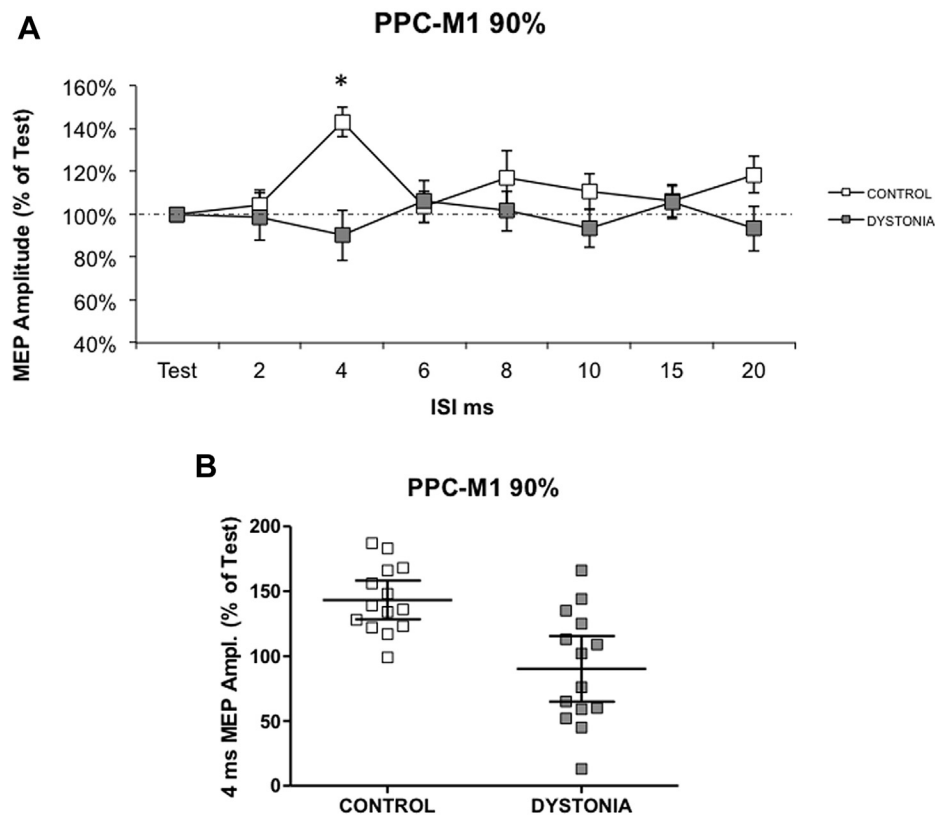 A
PPC-M1 90%
*
MEP Amplitude (% of Test)
160%
140%
120%
100%
80%
60%
40%
CONTROL
DYSTONIA
Test 2 4 6 8 10 15 20
ISI ms
B
PPC-M1 90%
4 ms MEP Ampl. (% of Test)
200
150
100
50
0
CONTROL DYSTONIA